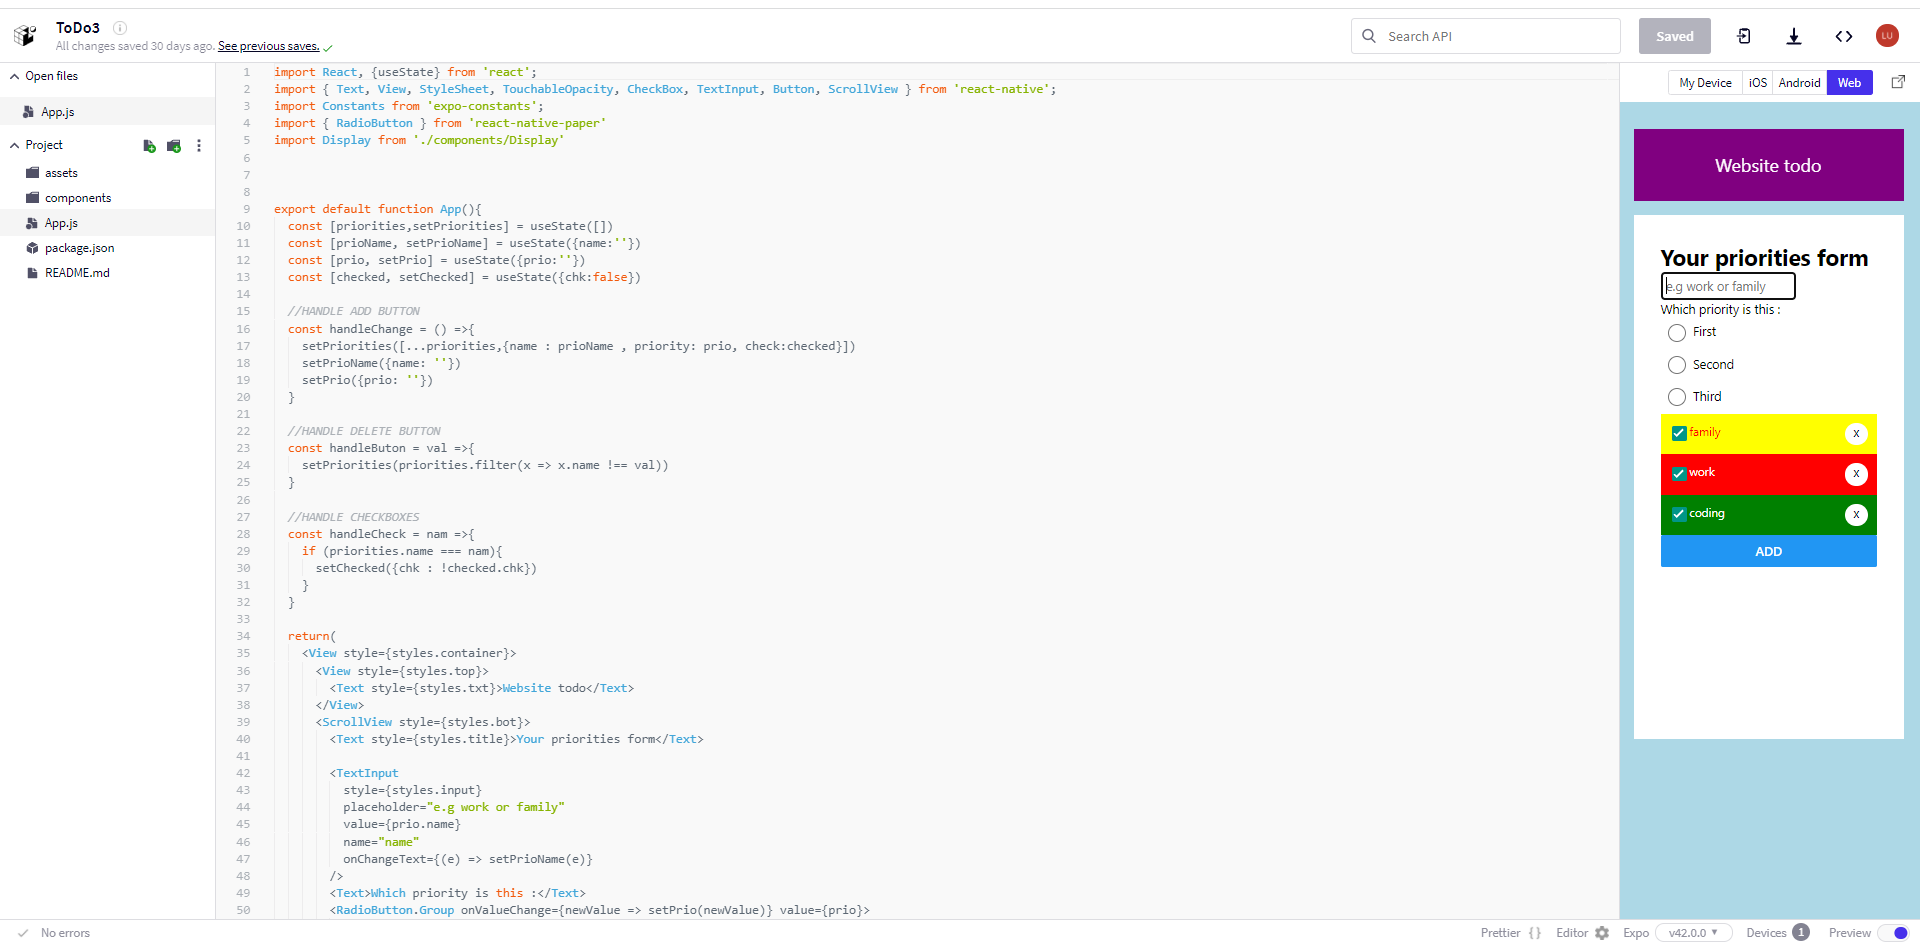 ToDo3
All changes saved 30 days ago. See previous saves.
Search API
Saved
LU
Open files
App.js
Project
assets
components
App.js
package.json
README.md
1 import React, {useState} from 'react';
2 import { Text, View, StyleSheet, TouchableOpacity, CheckBox, TextInput, Button, ScrollView } from 'react-native';
3 import Constants from 'expo-constants';
4 import { RadioButton } from 'react-native-paper'
5 import Display from './components/Display'
6
7
8
9 export default function App(){
10 const [priorities,setPriorities] = useState([])
11 const [prioName, setPrioName] = useState({name:''})
12 const [prio, setPrio] = useState({prio:''})
13 const [checked, setChecked] = useState({chk:false})
14
15 //HANDLE ADD BUTTON
16 const handleChange = () =>{
17 setPriorities([...priorities,{name : prioName , priority: prio, check:checked}])
18 setPrioName({name: ''})
19 setPrio({prio: ''})
20 }
21
22 //HANDLE DELETE BUTTON
23 const handleButon = val =>{
24 setPriorities(priorities.filter(x => x.name !== val))
25 }
26
27 //HANDLE CHECKBOXES
28 const handleCheck = nam =>{
29 if (priorities.name === nam){
30 setChecked({chk : !checked.chk})
31 }
32 }
33
34 return(
35 <View style={styles.container}>
36 <View style={styles.top}>
37 <Text style={styles.txt}>Website todo</Text>
38 </View>
39 <ScrollView style={styles.bot}>
40 <Text style={styles.title}>Your priorities form</Text>
41
42 <TextInput
43 style={styles.input}
44 placeholder="e.g work or family"
45 value={prio.name}
46 name="name"
47 onChangeText={(e) => setPrioName(e)}
48 />
49 <Text>Which priority is this :</Text>
50 <RadioButton.Group onValueChange={newValue => setPrio(newValue)} value={prio}>
My Device iOS Android Web
Website todo
Your priorities form
e.g work or family
Which priority is this :
First
Second
Third
family X
work X
coding X
ADD
No errors
Prettier { } Editor Expo v42.0.0 Devices 1 Preview